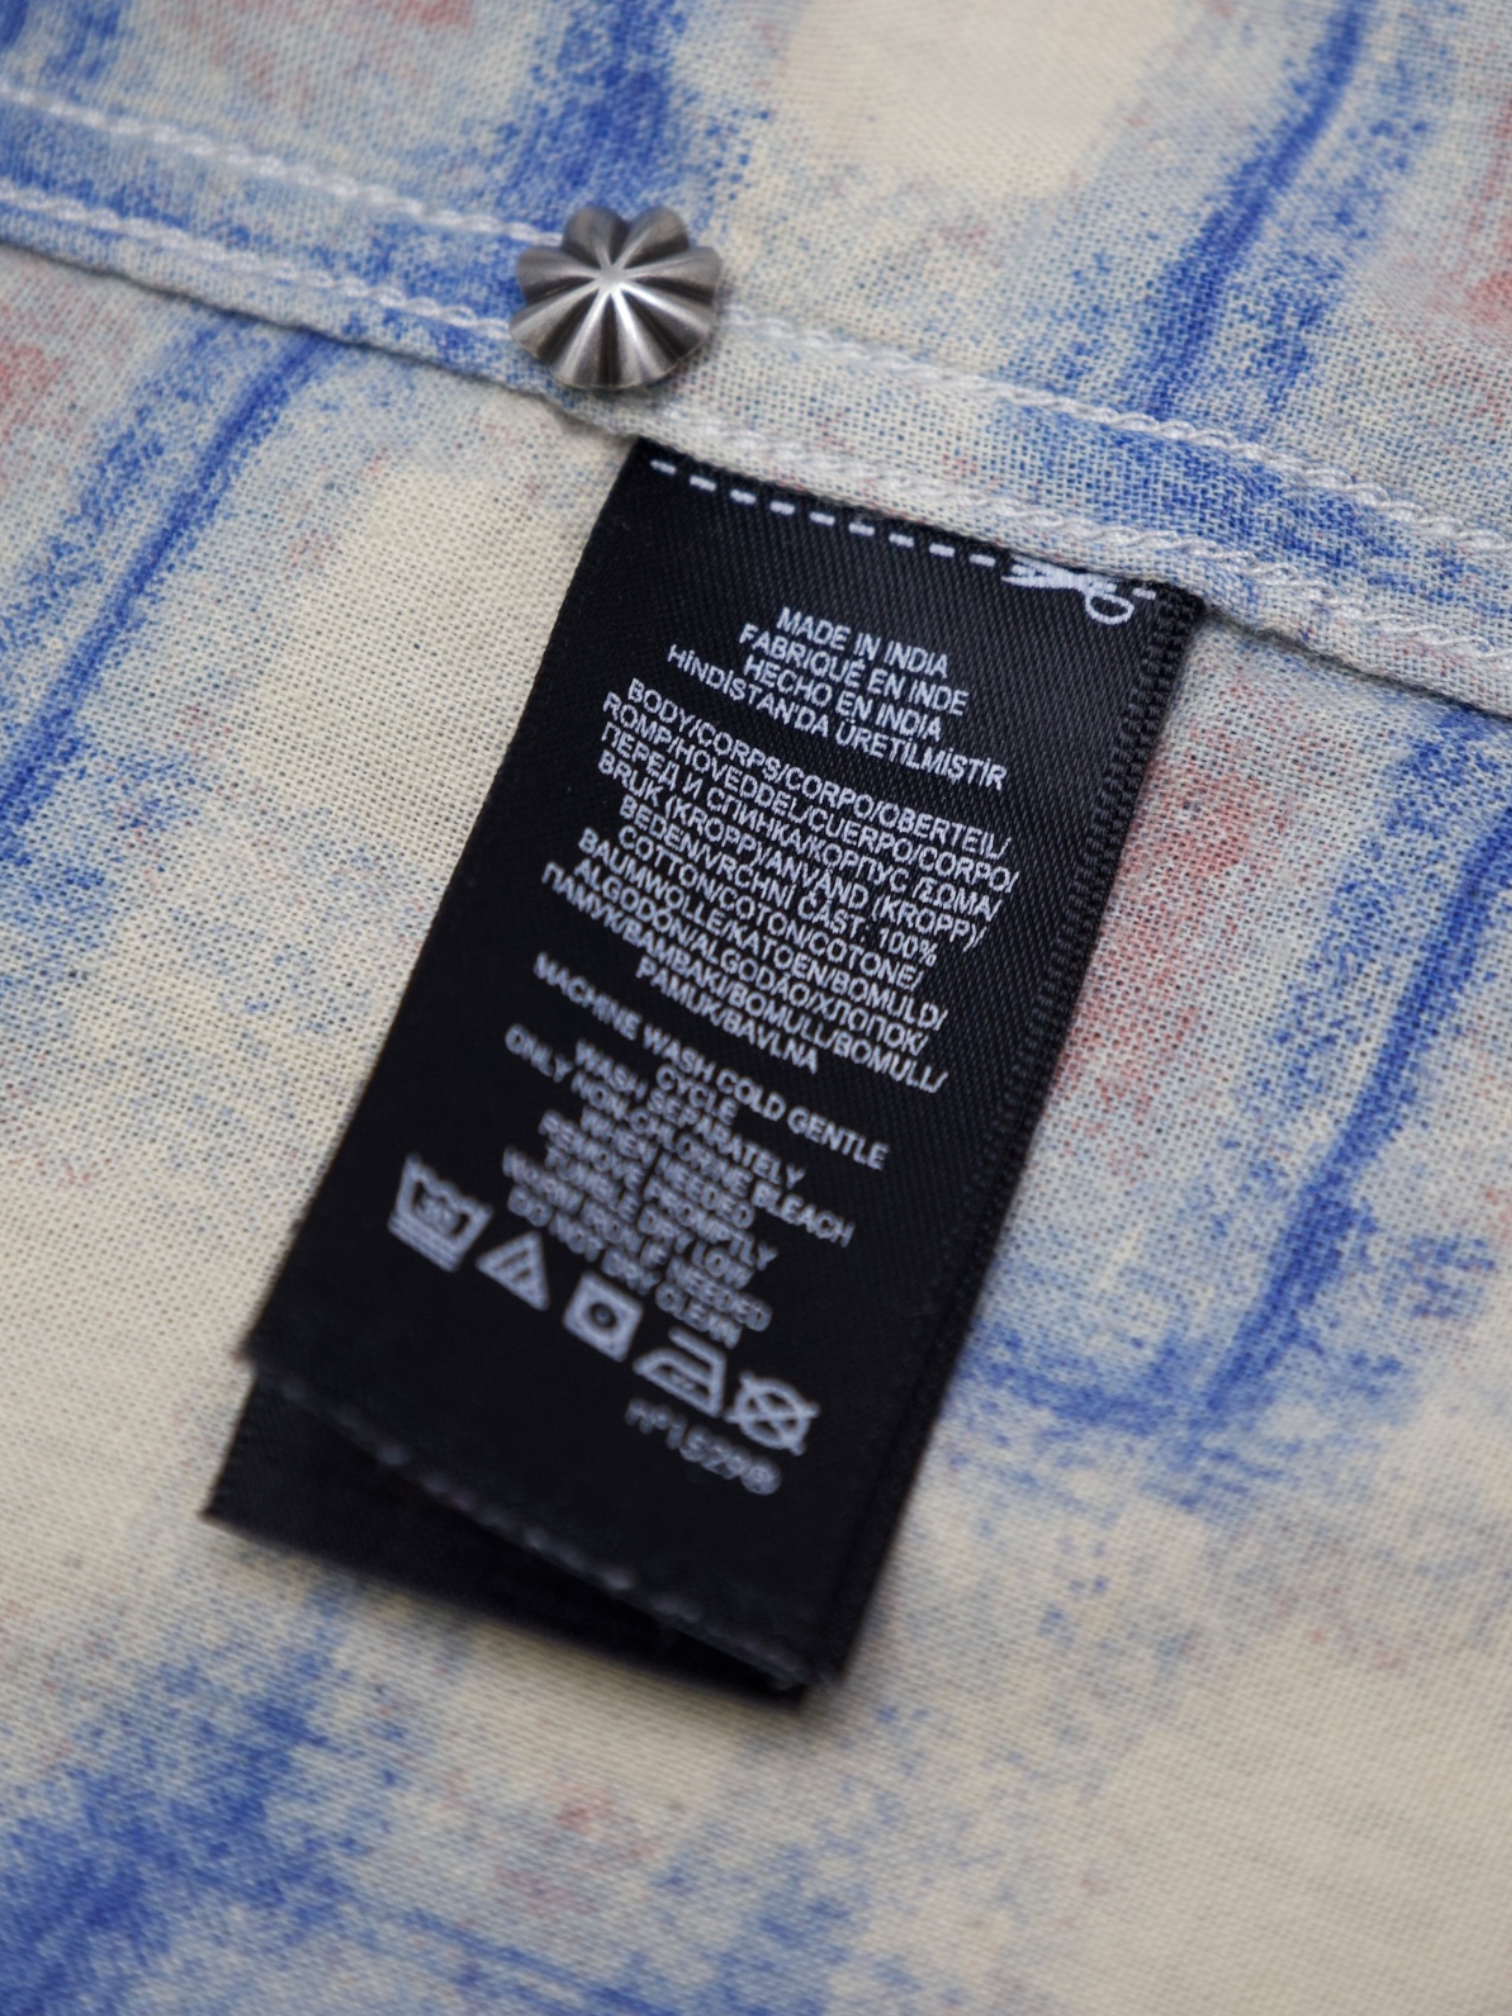 MADE IN INDIA
FABRIQUÉ EN INDE
HECHO EN INDIA
HİNDİSTAN'DA ÜRETİLMİSTİR
BODY/CORPS/CORPO/OBERTEIL/
ROMP/HOVEDDEL/CUERPO/CORPO/
ПЕРЕД И СПИНКА/КОРПУС /ΣΩΜΑ/
BRUK (KROPP)/ANVÄND (KROPP)/
BEDEN/VRCHNÍ ČÁST: 100%
COTTON/COTON/COTONE/
BAUMWOLLE/KATOEN/BOMULD/
ALGODÓN/ALGODÃO/ХЛОПОК/
ПАМУК/ΒΑΜΒΑΚΙ/BOMULL/BOMULL/
PAMUK/BAVLNA
MACHINE WASH COLD GENTLE
CYCLE
WASH SEPARATELY
ONLY NON-CHLORINE BLEACH
WHEN NEEDED
REMOVE PROMPTLY
TUMBLE DRY LOW
WARM IRON IF NEEDED
DO NOT DRY CLEAN
30